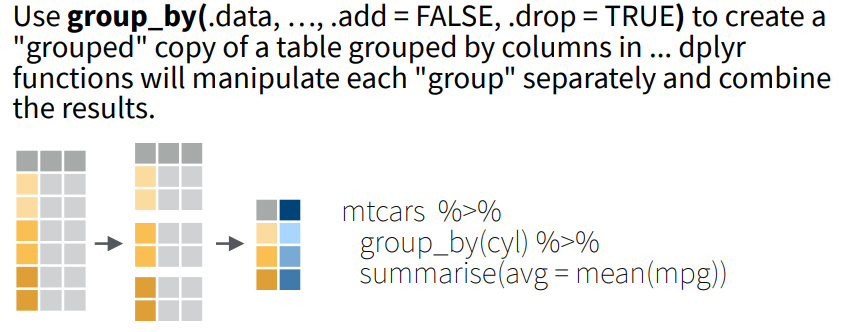 Use group_by(.data, …, .add = FALSE, .drop = TRUE) to create a
"grouped" copy of a table grouped by columns in ... dplyr
functions will manipulate each "group" separately and combine
the results.
mtcars %>%
group_by(cyl) %>%
summarise(avg = mean(mpg))